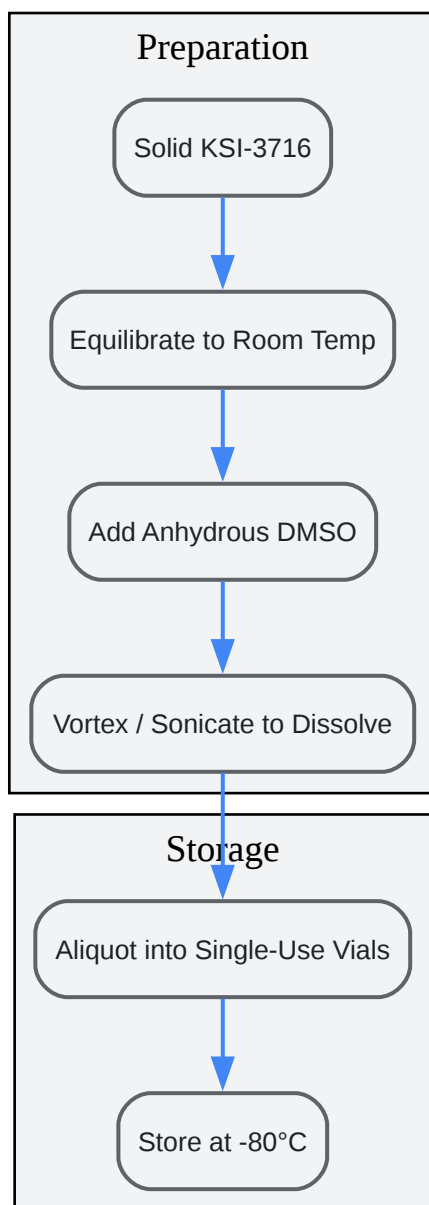 Preparation
Solid KSI-3716
Equilibrate to Room Temp
Add Anhydrous DMSO
Vortex / Sonicate to Dissolve
Storage
Aliquot into Single-Use Vials
Store at -80°C